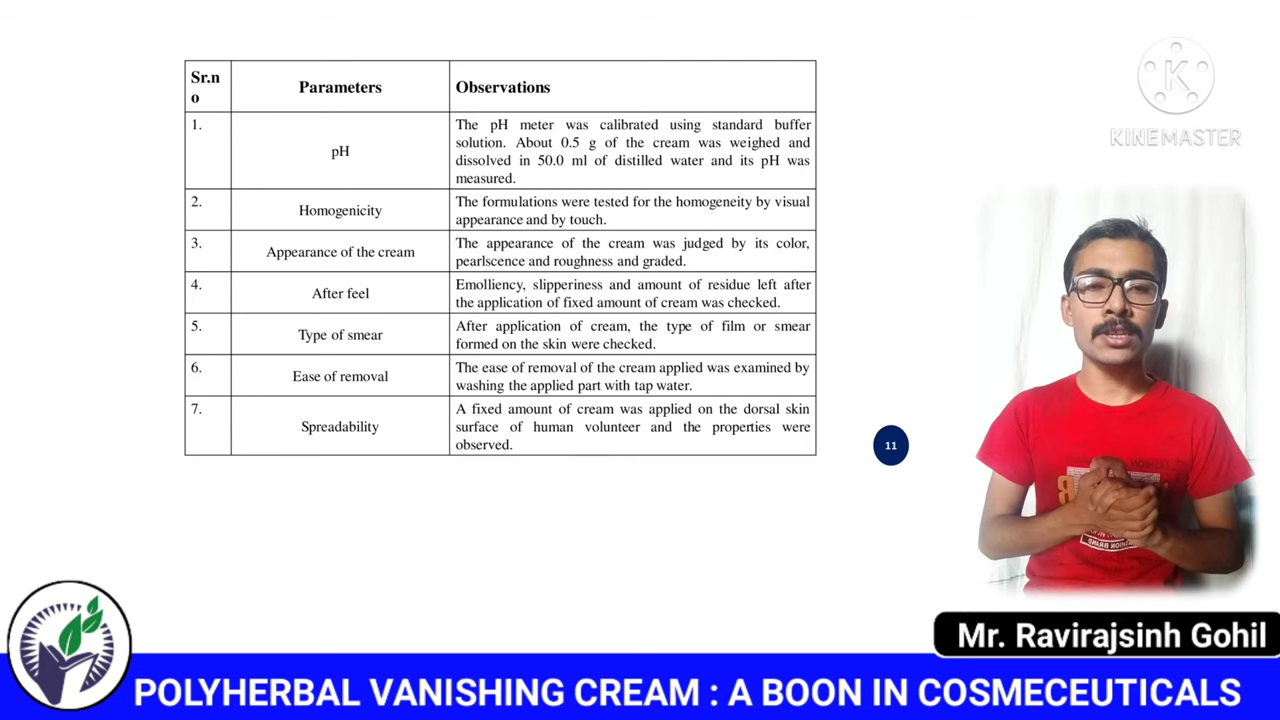 Sr.n
o
Parameters
Observations
1.
pH
The pH meter was calibrated using standard buffer
solution. About 0.5 g of the cream was weighed and
dissolved in 50.0 ml of distilled water and its pH was
measured.
2.
Homogenicity
The formulations were tested for the homogeneity by visual
appearance and by touch.
3.
Appearance of the cream
The appearance of the cream was judged by its color,
pearlscence and roughness and graded.
4.
After feel
Emolliency, slipperiness and amount of residue left after
the application of fixed amount of cream was checked.
5.
Type of smear
After application of cream, the type of film or smear
formed on the skin were checked.
6.
Ease of removal
The ease of removal of the cream applied was examined by
washing the applied part with tap water.
7.
Spreadability
A fixed amount of cream was applied on the dorsal skin
surface of human volunteer and the properties were
observed.
11
K
KINEMASTER
Mr. Ravirajsinh Gohil
POLYHERBAL VANISHING CREAM : A BOON IN COSMECEUTICALS